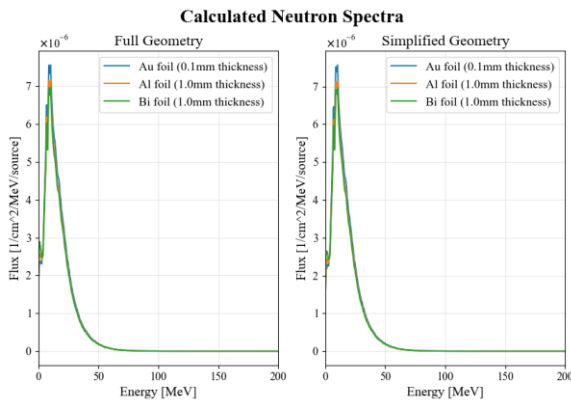 Calculated Neutron Spectra
Full Geometry
×10⁻⁶
Au foil (0.1mm thickness)
Al foil (1.0mm thickness)
Bi foil (1.0mm thickness)
7
6
5
4
3
2
1
0
Flux [1/cm^2/MeV/source]
0 50 100 150 200
Energy [MeV]
Simplified Geometry
×10⁻⁶
Au foil (0.1mm thickness)
Al foil (1.0mm thickness)
Bi foil (1.0mm thickness)
7
6
5
4
3
2
1
0
Flux [1/cm^2/MeV/source]
0 50 100 150 200
Energy [MeV]